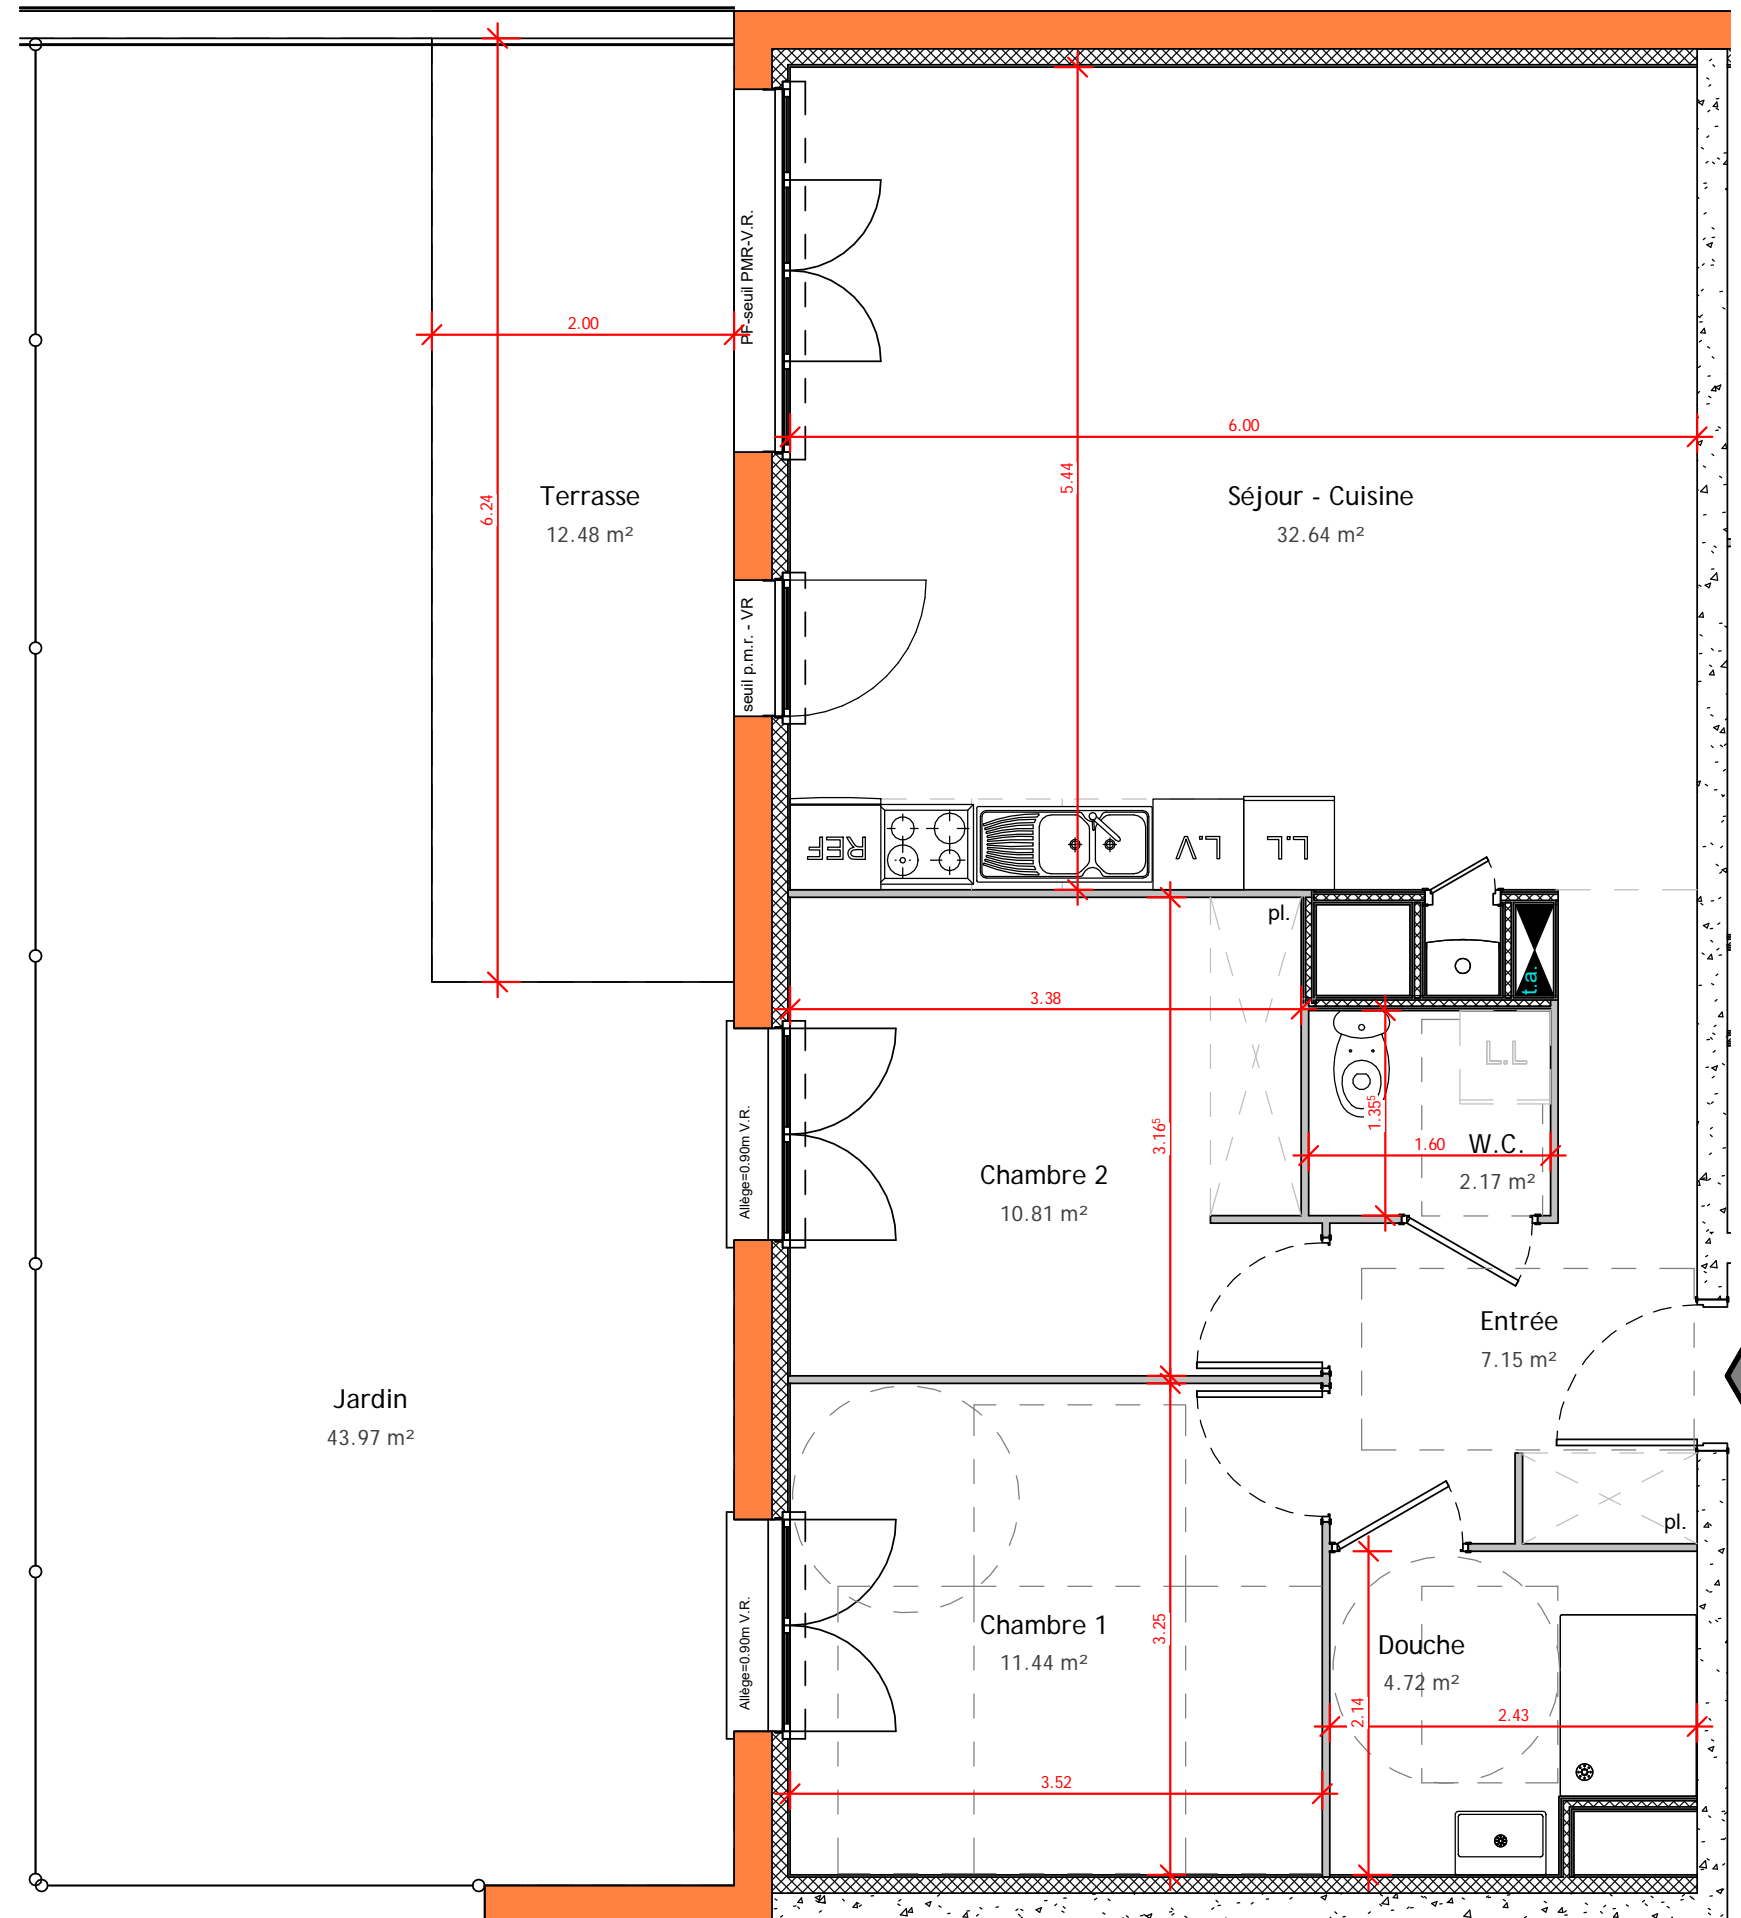 PF-seuil PMR-V.R.
2.00
6.00
5.44
6.24
Terrasse
12.48 m²
Séjour - Cuisine
32.64 m²
seuil p.m.r. - VR
REF
L.V
L.L
pl.
t.a.
3.38
L.L
1.35⁵
1.60
W.C.
2.17 m²
Allège=0.90m V.R.
3.16⁵
Chambre 2
10.81 m²
Entrée
7.15 m²
Jardin
43.97 m²
pl.
Allège=0.90m V.R.
Chambre 1
11.44 m²
3.25
Douche
4.72 m²
2.14
2.43
3.52